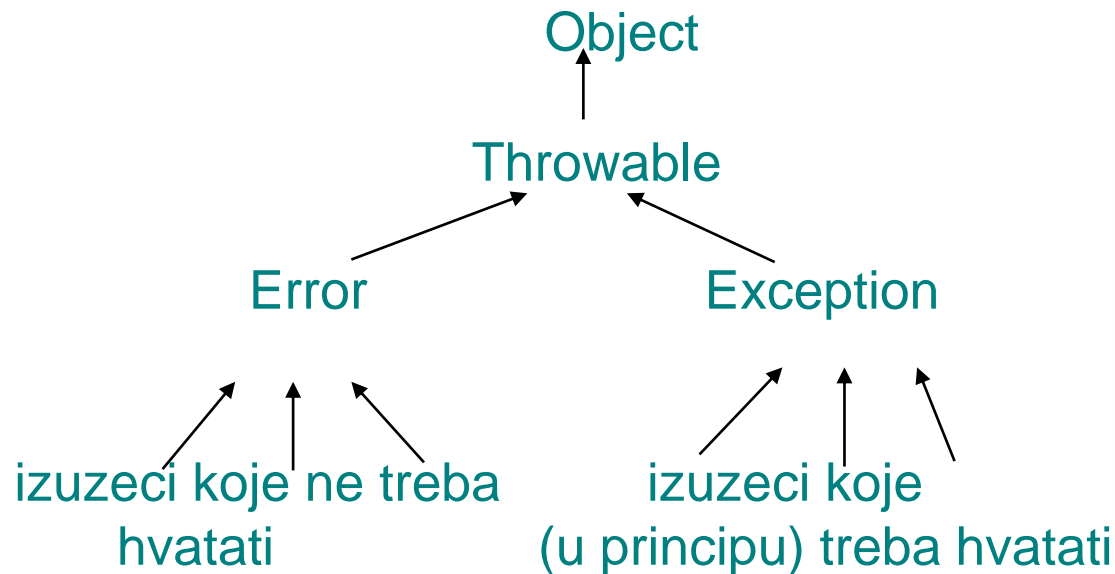 Object
Throwable
Error
Exception
izuzeci koje ne treba
hvatati
izuzeci koje
(u principu) treba hvatati